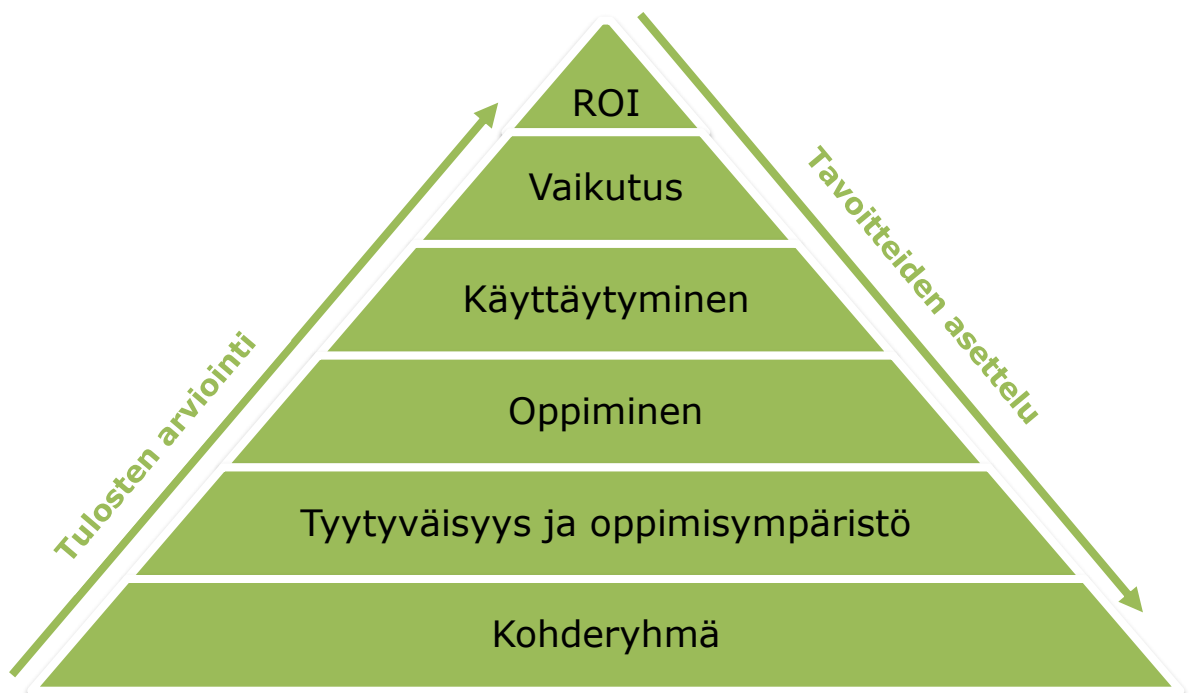 ROI
Vaikutus
Käyttäytyminen
Oppiminen
Tyytyväisyys ja oppimisympäristö
Kohderyhmä
Tulosten arviointi
Tavoitteiden asettelu